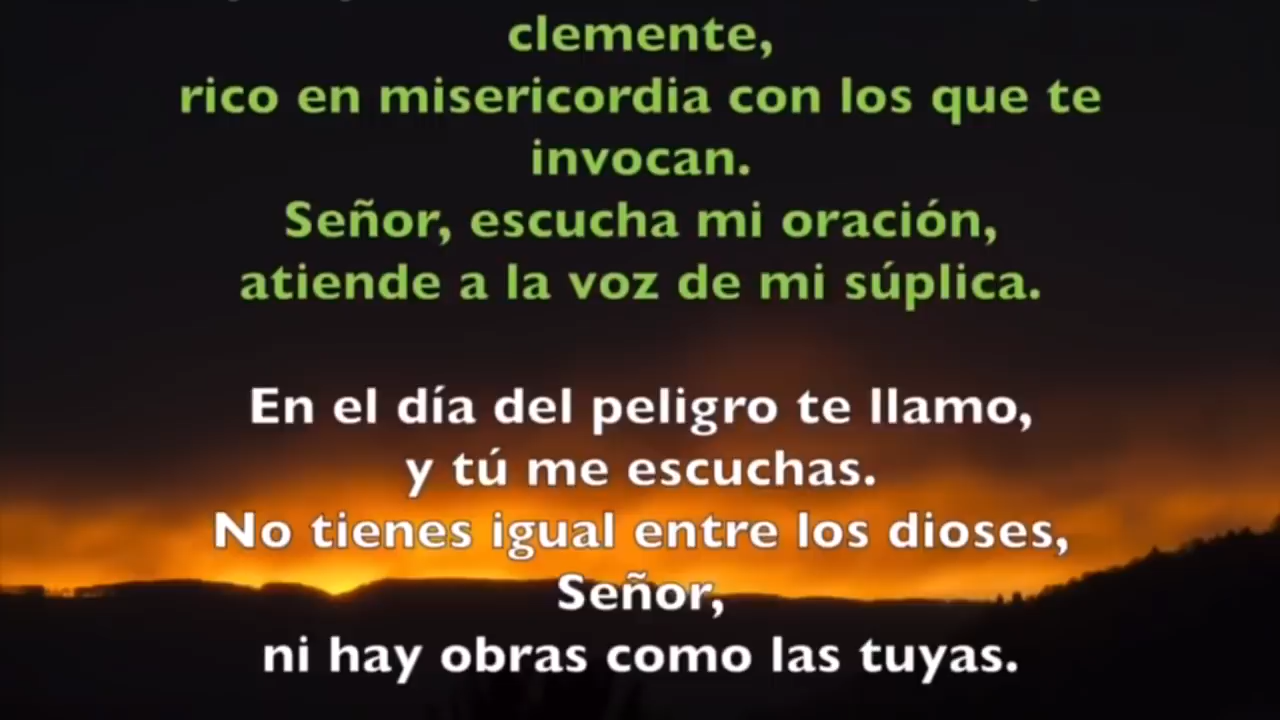 clemente,
rico en misericordia con los que te
invocan.
Señor, escucha mi oración,
atiende a la voz de mi súplica.
En el día del peligro te llamo,
y tú me escuchas.
No tienes igual entre los dioses,
Señor,
ni hay obras como las tuyas.